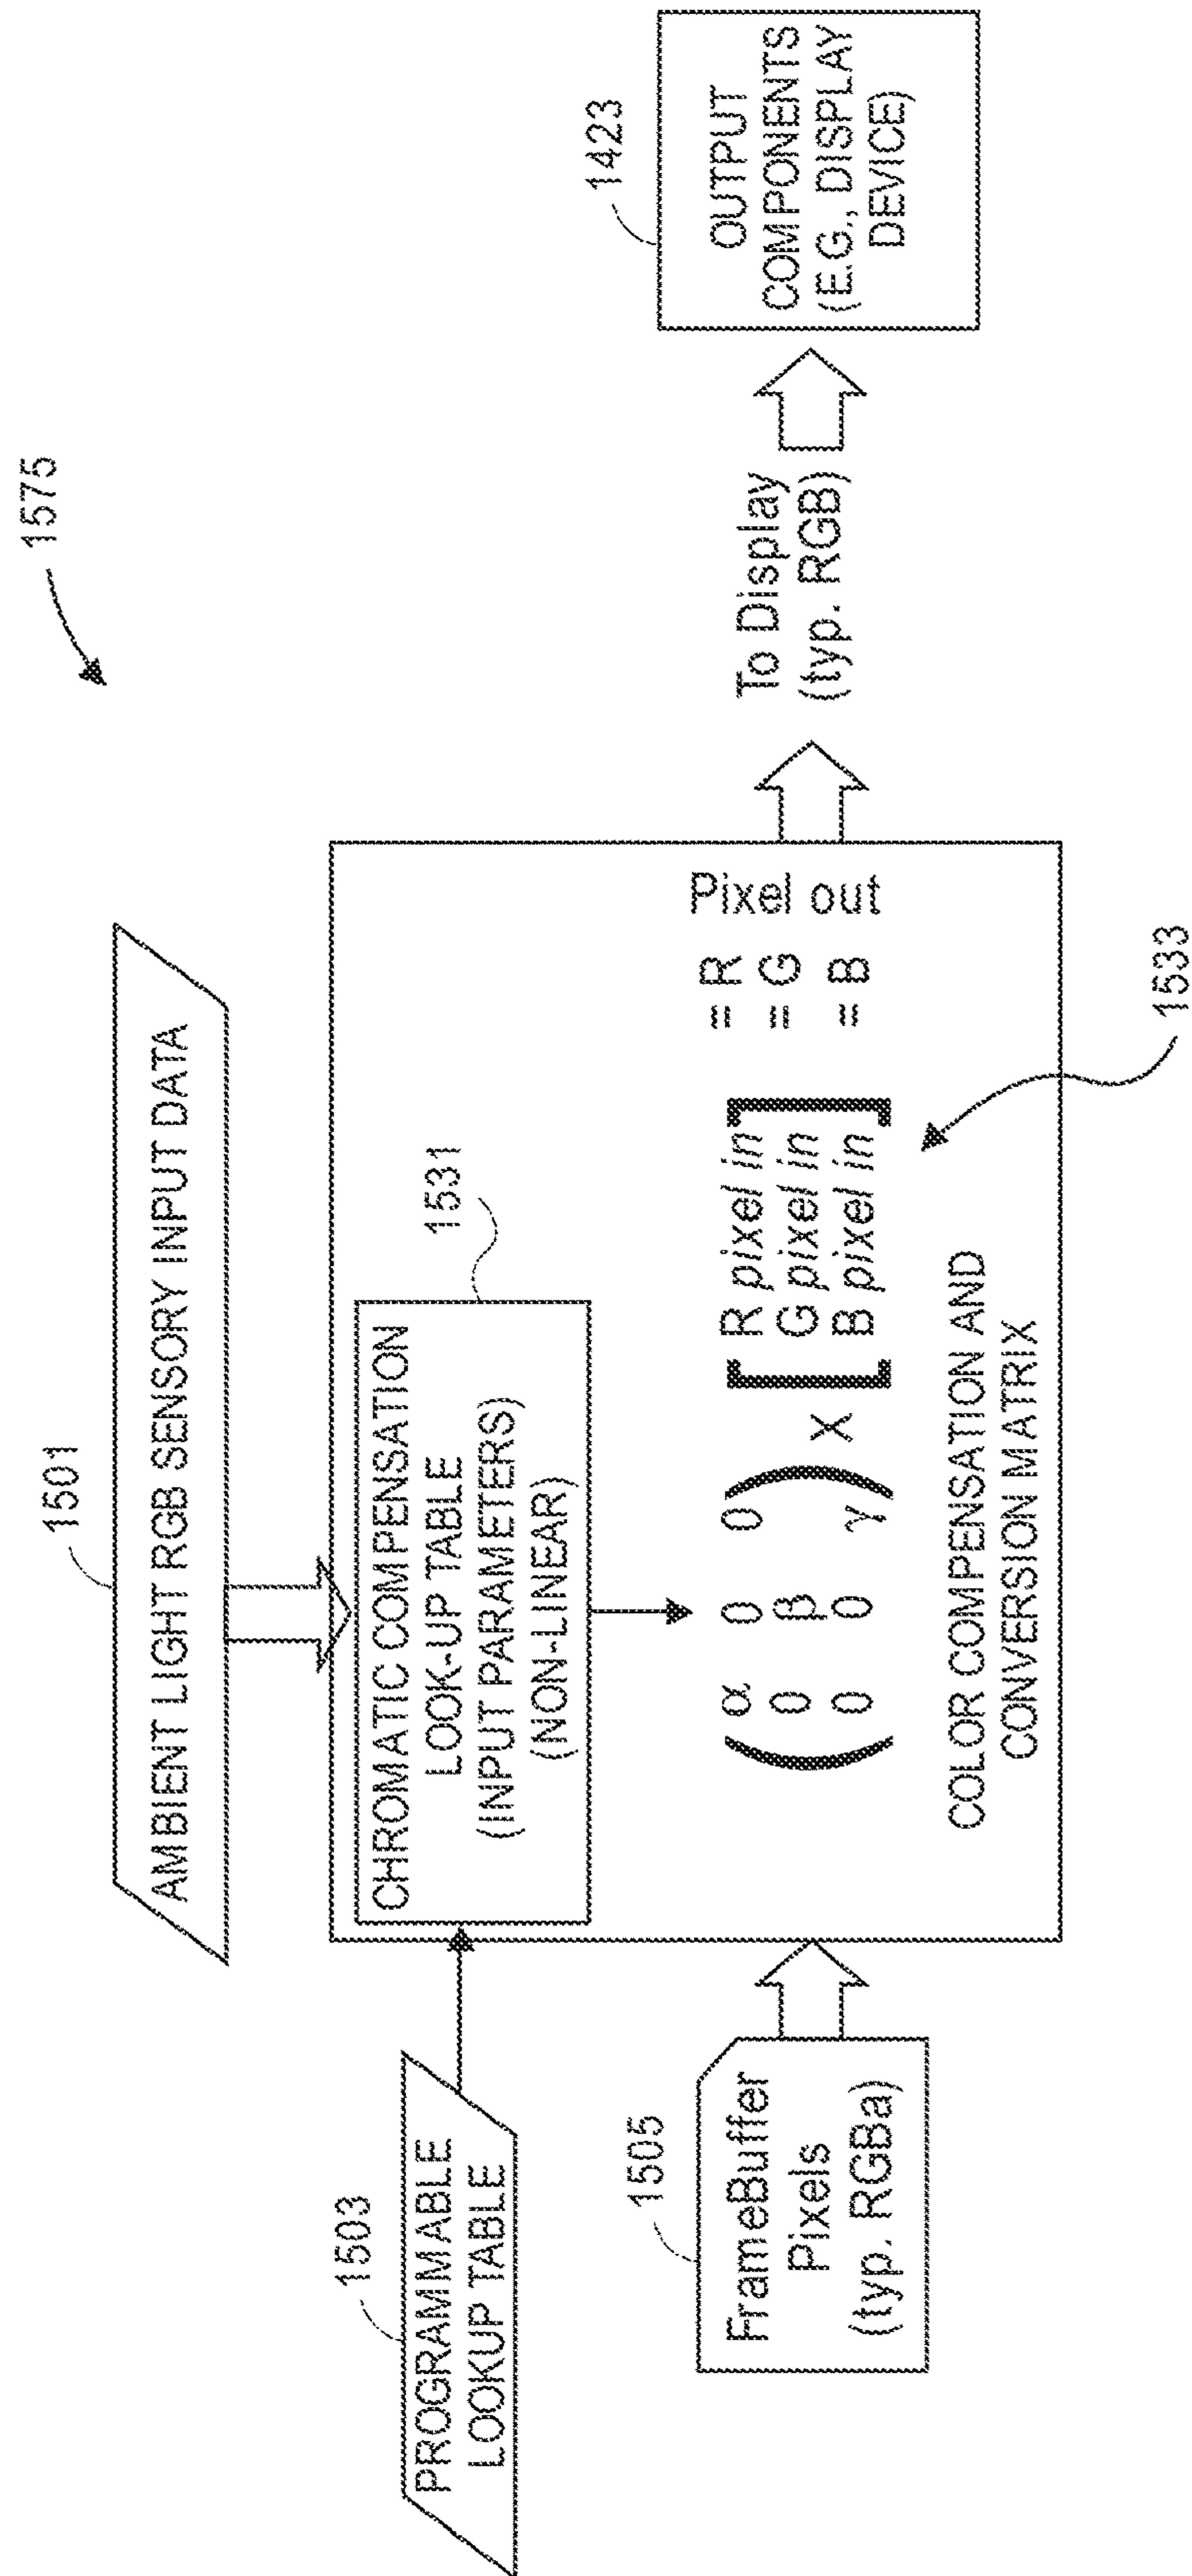 1575
1501
AMBIENT LIGHT RGB SENSORY INPUT DATA
1503
PROGRAMMABLE
LOOKUP TABLE
1531
CHROMATIC COMPENSATION
LOOK-UP TABLE
(INPUT PARAMETERS)
(NON-LINEAR)
1505
FrameBuffer
Pixels
(typ. RGBa)
( α 0 0 ) [ R pixel in ] = R
0 β 0 X G pixel in = G
0 0 γ B pixel in = B
Pixel out
COLOR COMPENSATION AND
CONVERSION MATRIX
1533
To Display
(typ. RGB)
1423
OUTPUT
COMPONENTS
(E.G., DISPLAY
DEVICE)